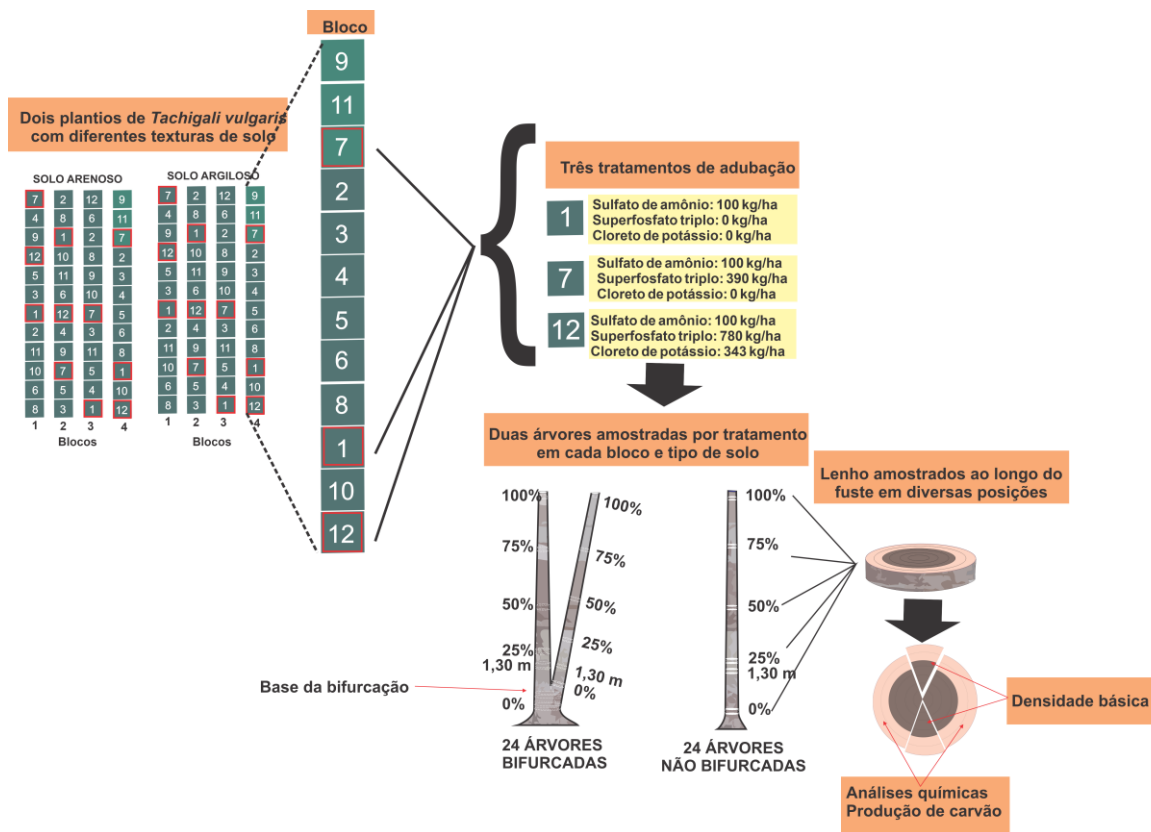 Bloco
9
11
7
2
3
4
5
6
8
1
10
12
Dois plantios de Tachigali vulgaris
com diferentes texturas de solo
SOLO ARENOSO
7 2 12 9
4 8 6 11
9 1 2 7
12 10 8 2
5 11 9 3
3 6 10 4
1 12 7 5
2 4 3 6
11 9 11 8
10 7 5 1
6 5 4 10
8 3 1 12
1 2 3 4
Blocos
SOLO ARGILOSO
7 2 12 9
4 8 6 11
9 1 2 7
12 10 8 2
5 11 9 3
3 6 10 4
1 12 7 5
2 4 3 6
11 9 11 8
10 7 5 1
6 5 4 10
8 3 1 12
1 2 3 4
Blocos
Três tratamentos de adubação
1
Sulfato de amônio: 100 kg/ha
Superfosfato triplo: 0 kg/ha
Cloreto de potássio: 0 kg/ha
7
Sulfato de amônio: 100 kg/ha
Superfosfato triplo: 390 kg/ha
Cloreto de potássio: 0 kg/ha
12
Sulfato de amônio: 100 kg/ha
Superfosfato triplo: 780 kg/ha
Cloreto de potássio: 343 kg/ha
Duas árvores amostradas por tratamento
em cada bloco e tipo de solo
Lenho amostrados ao longo do
fuste em diversas posições
100%
75%
50%
25%
1,30 m
0%
100%
75%
50%
25%
1,30 m
0%
Base da bifurcação
24 ÁRVORES
BIFURCADAS
100%
75%
50%
25%
1,30 m
0%
24 ÁRVORES
NÃO BIFURCADAS
Densidade básica
Análises químicas
Produção de carvão